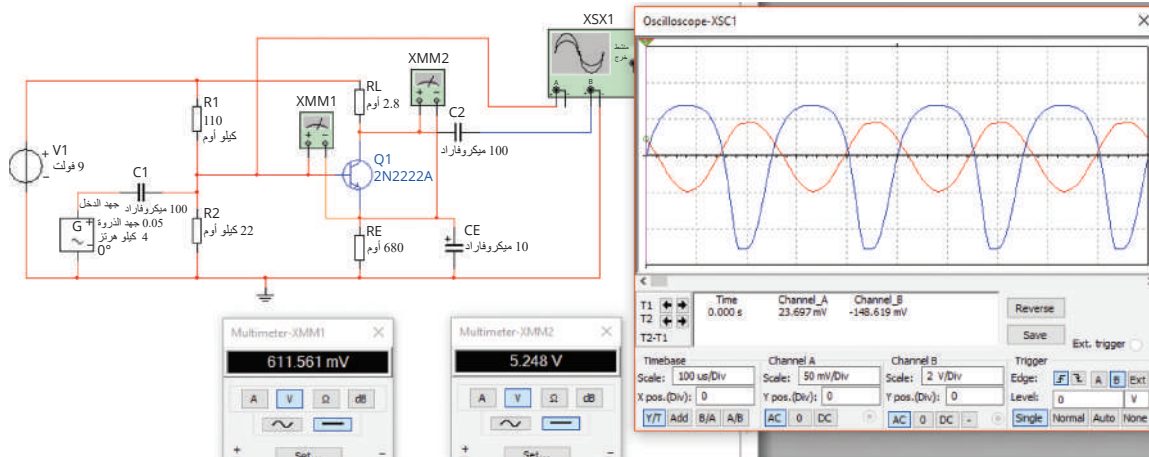 XSX1
XMM2
XMM1
RL
2.8 أوم
R1
110
كيلو أوم
C2
100 ميكروفاراد
V1
9 فولت
Q1
2N2222A
C1
100 ميكروفاراد
جهد الدخل
0.05 جهد الذروة
4 كيلو هرتز
0°
G
R2
22 كيلو أوم
RE
680 أوم
CE
10 ميكروفاراد
A
B
خرج
Oscilloscope-XSC1
T1
T2
T2-T1
Time Channel_A Channel_B
0.000 s 23.697 mV -148.619 mV
Reverse
Save
Ext. trigger
Timebase
Scale: 100 us/Div
X pos.(Div): 0
Y/T Add B/A A/B
Channel A
Scale: 50 mV/Div
Y pos.(Div): 0
AC 0 DC
Channel B
Scale: 2 V/Div
Y pos.(Div): 0
AC 0 DC -
Trigger
Edge: A B Ext
Level: 0 V
Single Normal Auto None
Multimeter-XMM1
611.561 mV
A V Ω dB
+ Set... -
Multimeter-XMM2
5.248 V
A V Ω dB
+ Set... -